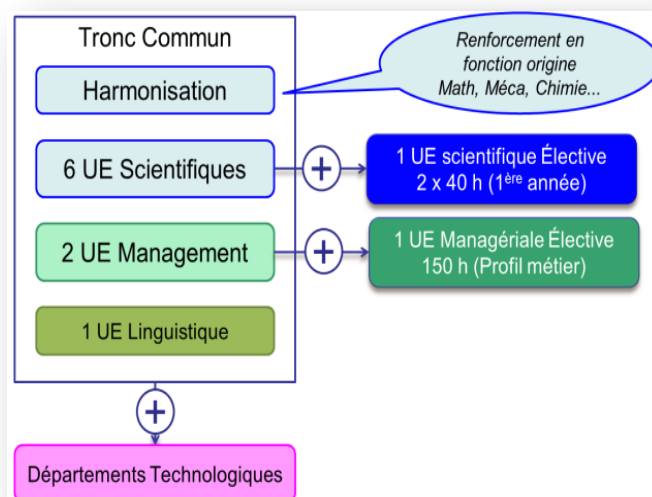 Tronc Commun
Renforcement en
fonction origine
Math, Méca, Chimie...
Harmonisation
6 UE Scientifiques
+
1 UE scientifique Élective
2 x 40 h (1ère année)
2 UE Management
+
1 UE Managériale Élective
150 h (Profil métier)
1 UE Linguistique
+
Départements Technologiques